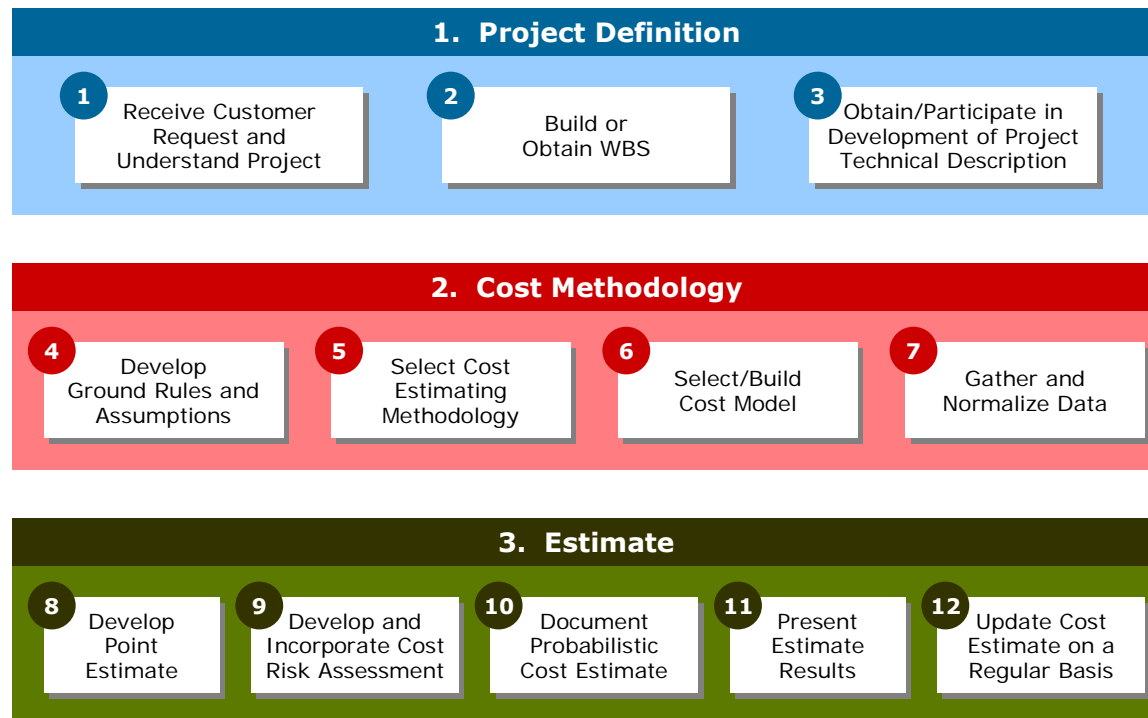 1. Project Definition
1
Receive Customer
Request and
Understand Project
2
Build or
Obtain WBS
3
Obtain/Participate in
Development of Project
Technical Description
2. Cost Methodology
4
Develop
Ground Rules and
Assumptions
5
Select Cost
Estimating
Methodology
6
Select/Build
Cost Model
7
Gather and
Normalize Data
3. Estimate
8
Develop
Point
Estimate
9
Develop and
Incorporate Cost
Risk Assessment
10
Document
Probabilistic
Cost Estimate
11
Present
Estimate
Results
12
Update Cost
Estimate on a
Regular Basis